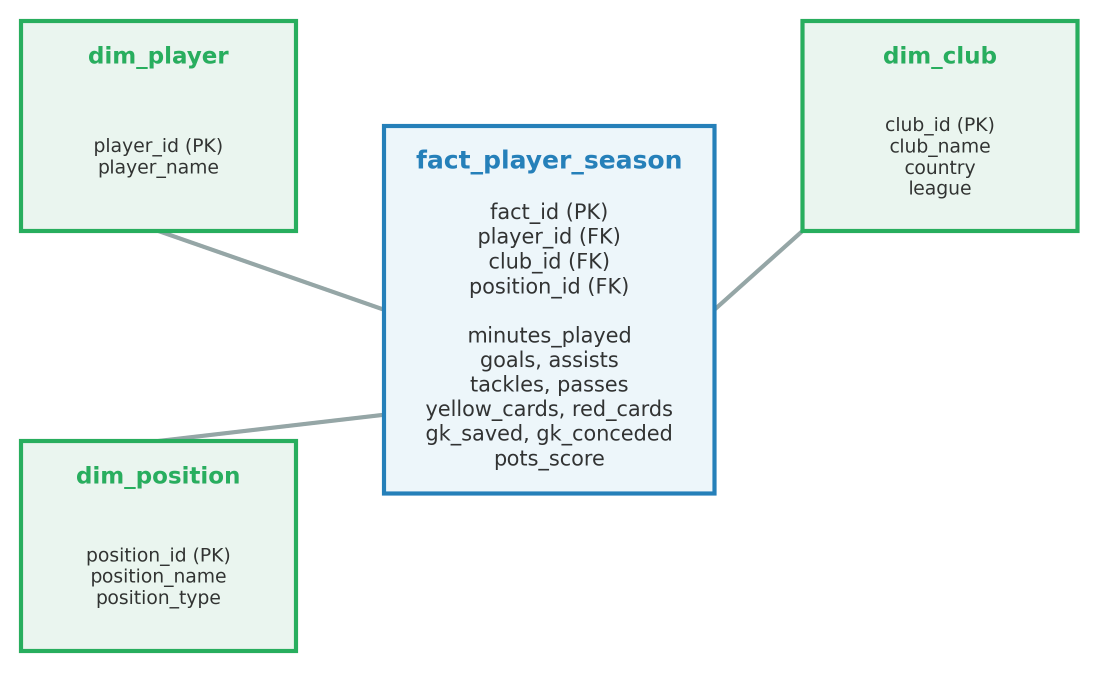 dim_player
player_id (PK)
player_name
dim_club
club_id (PK)
club_name
country
league
fact_player_season
fact_id (PK)
player_id (FK)
club_id (FK)
position_id (FK)
minutes_played
goals, assists
tackles, passes
yellow_cards, red_cards
gk_saved, gk_conceded
pots_score
dim_position
position_id (PK)
position_name
position_type